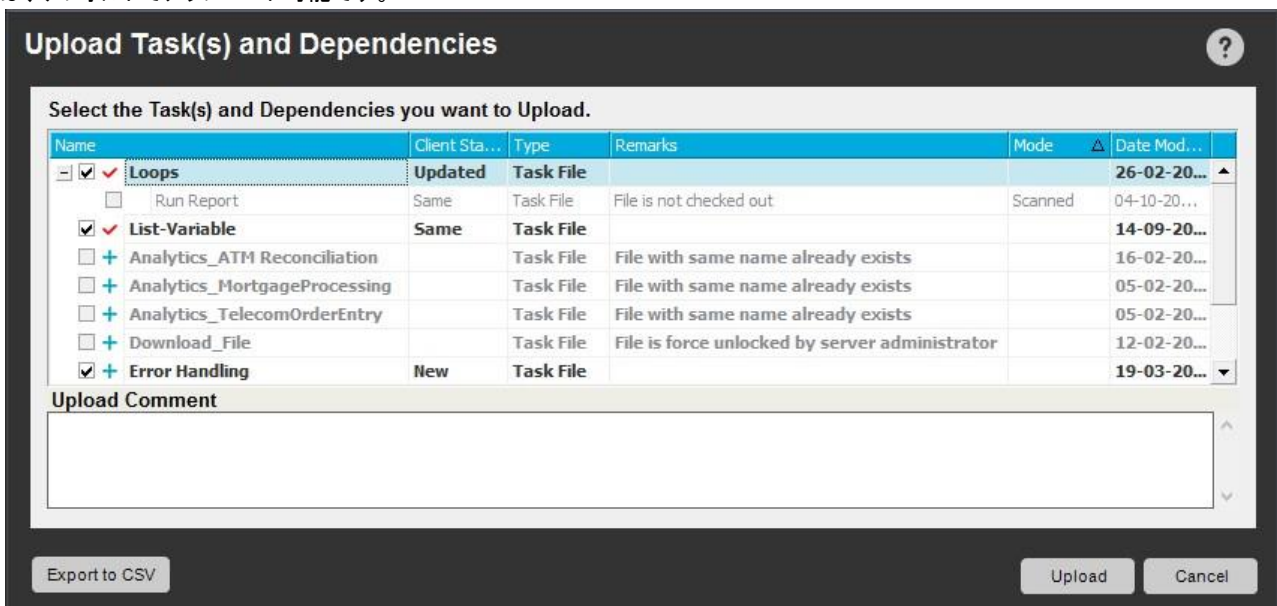 Upload Task(s) and Dependencies
?
Select the Task(s) and Dependencies you want to Upload.
Name Client Sta... Type Remarks Mode Date Mod...
Loops Updated Task File 26-02-20...
Run Report Same Task File File is not checked out Scanned 04-10-20...
List-Variable Same Task File 14-09-20...
Analytics_ATM Reconciliation Task File File with same name already exists 16-02-20...
Analytics_MortgageProcessing Task File File with same name already exists 05-02-20...
Analytics_TelecomOrderEntry Task File File with same name already exists 05-02-20...
Download_File Task File File is force unlocked by server administrator 12-02-20...
Error Handling New Task File 19-03-20...
Upload Comment
Export to CSV Upload Cancel